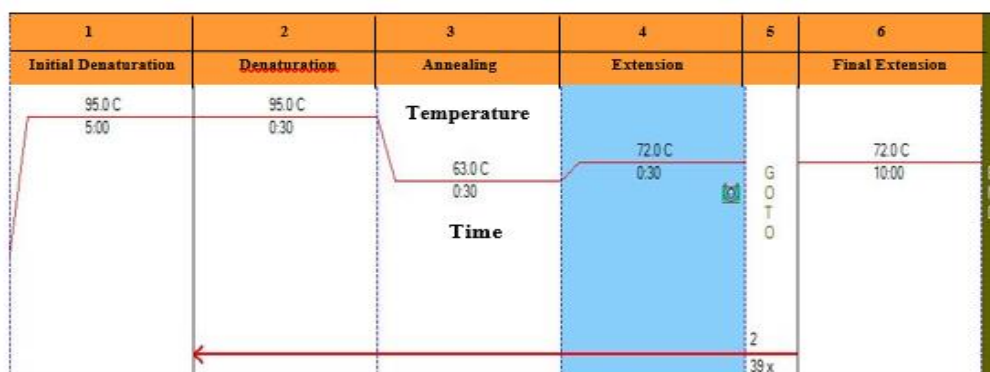 1 2 3 4 5 6
Initial Denaturation Denaturation Annealing Extension Final Extension
95.0 C 95.0 C Temperature
5:00 0:30
72.0 C 72.0 C
63.0 C 0:30 G 10:00
0:30 O
T
Time O
2
39 x